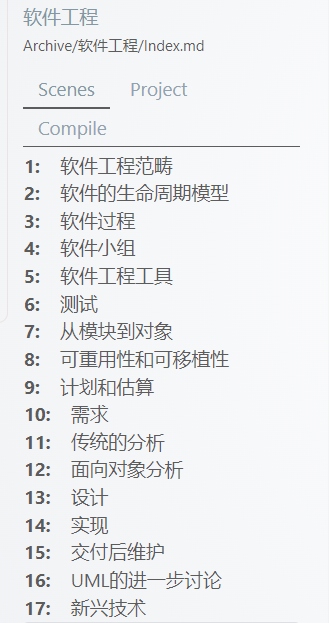 软件工程
Archive/软件工程/Index.md
Scenes Project
Compile
1: 软件工程范畴
2: 软件的生命周期模型
3: 软件过程
4: 软件小组
5: 软件工程工具
6: 测试
7: 从模块到对象
8: 可重用性和可移植性
9: 计划和估算
10: 需求
11: 传统的分析
12: 面向对象分析
13: 设计
14: 实现
15: 交付后维护
16: UML的进一步讨论
17: 新兴技术